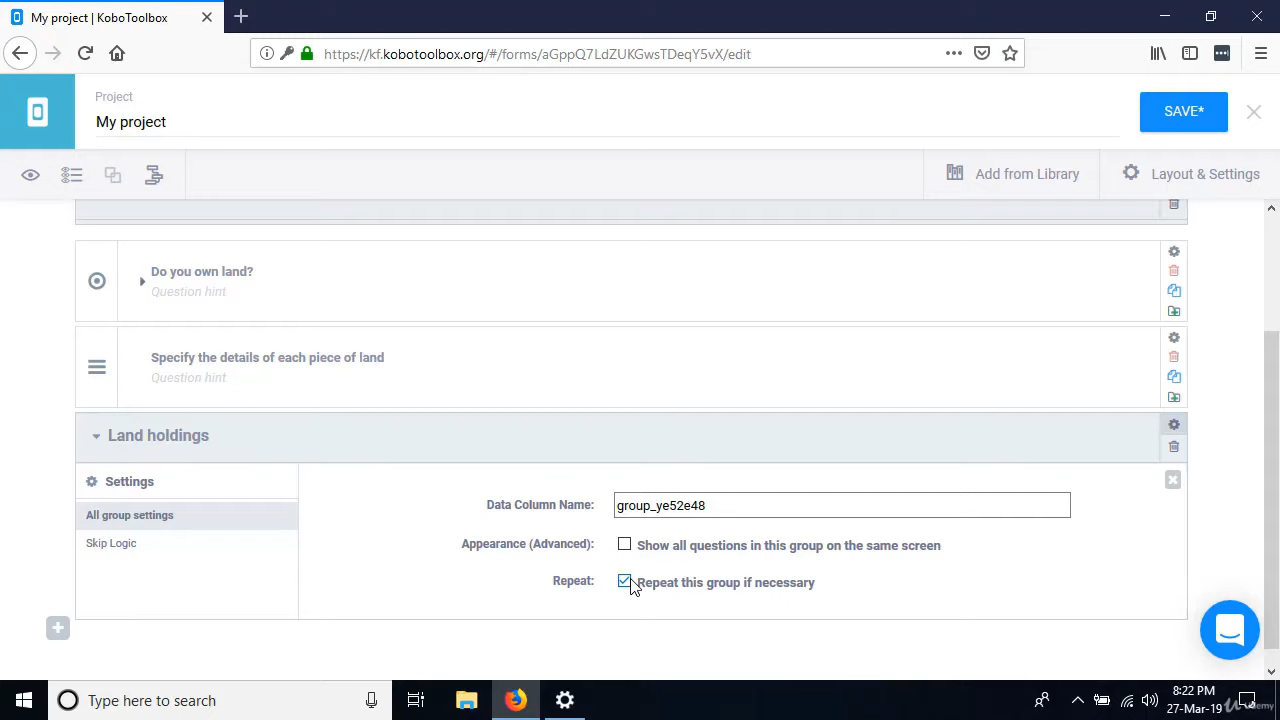 My project | KoboToolbox
https://kf.kobotoolbox.org/#/forms/aGppQ7LdZUKGwsTDeqY5vX/edit
Project
My project
SAVE*
Add from Library
Layout & Settings
Do you own land?
Question hint
Specify the details of each piece of land
Question hint
Land holdings
Settings
All group settings
Skip Logic
Data Column Name:
group_ye52e48
Appearance (Advanced):
Show all questions in this group on the same screen
Repeat:
Repeat this group if necessary
Type here to search
8:22 PM
27-Mar-19
Udemy